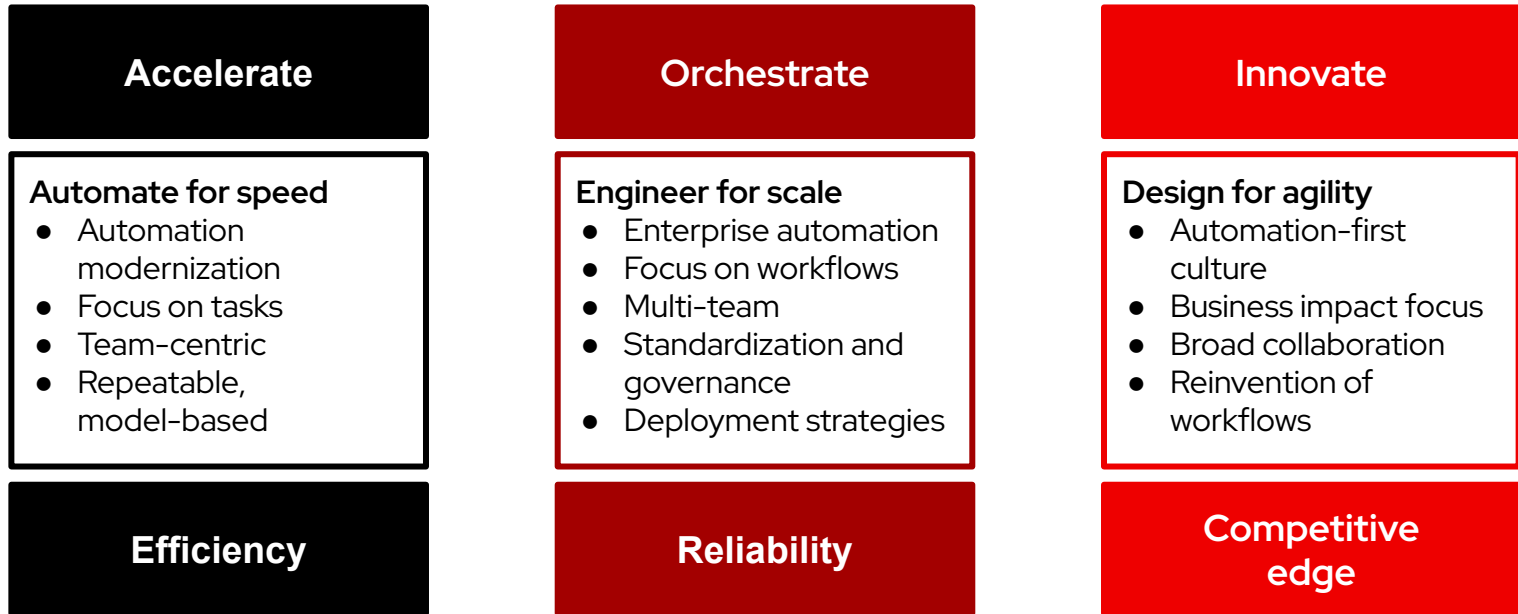 Accelerate
Automate for speed
● Automation
modernization
● Focus on tasks
● Team-centric
● Repeatable,
model-based
Efficiency
Orchestrate
Engineer for scale
● Enterprise automation
● Focus on workflows
● Multi-team
● Standardization and
governance
● Deployment strategies
Reliability
Innovate
Design for agility
● Automation-first
culture
● Business impact focus
● Broad collaboration
● Reinvention of
workflows
Competitive
edge